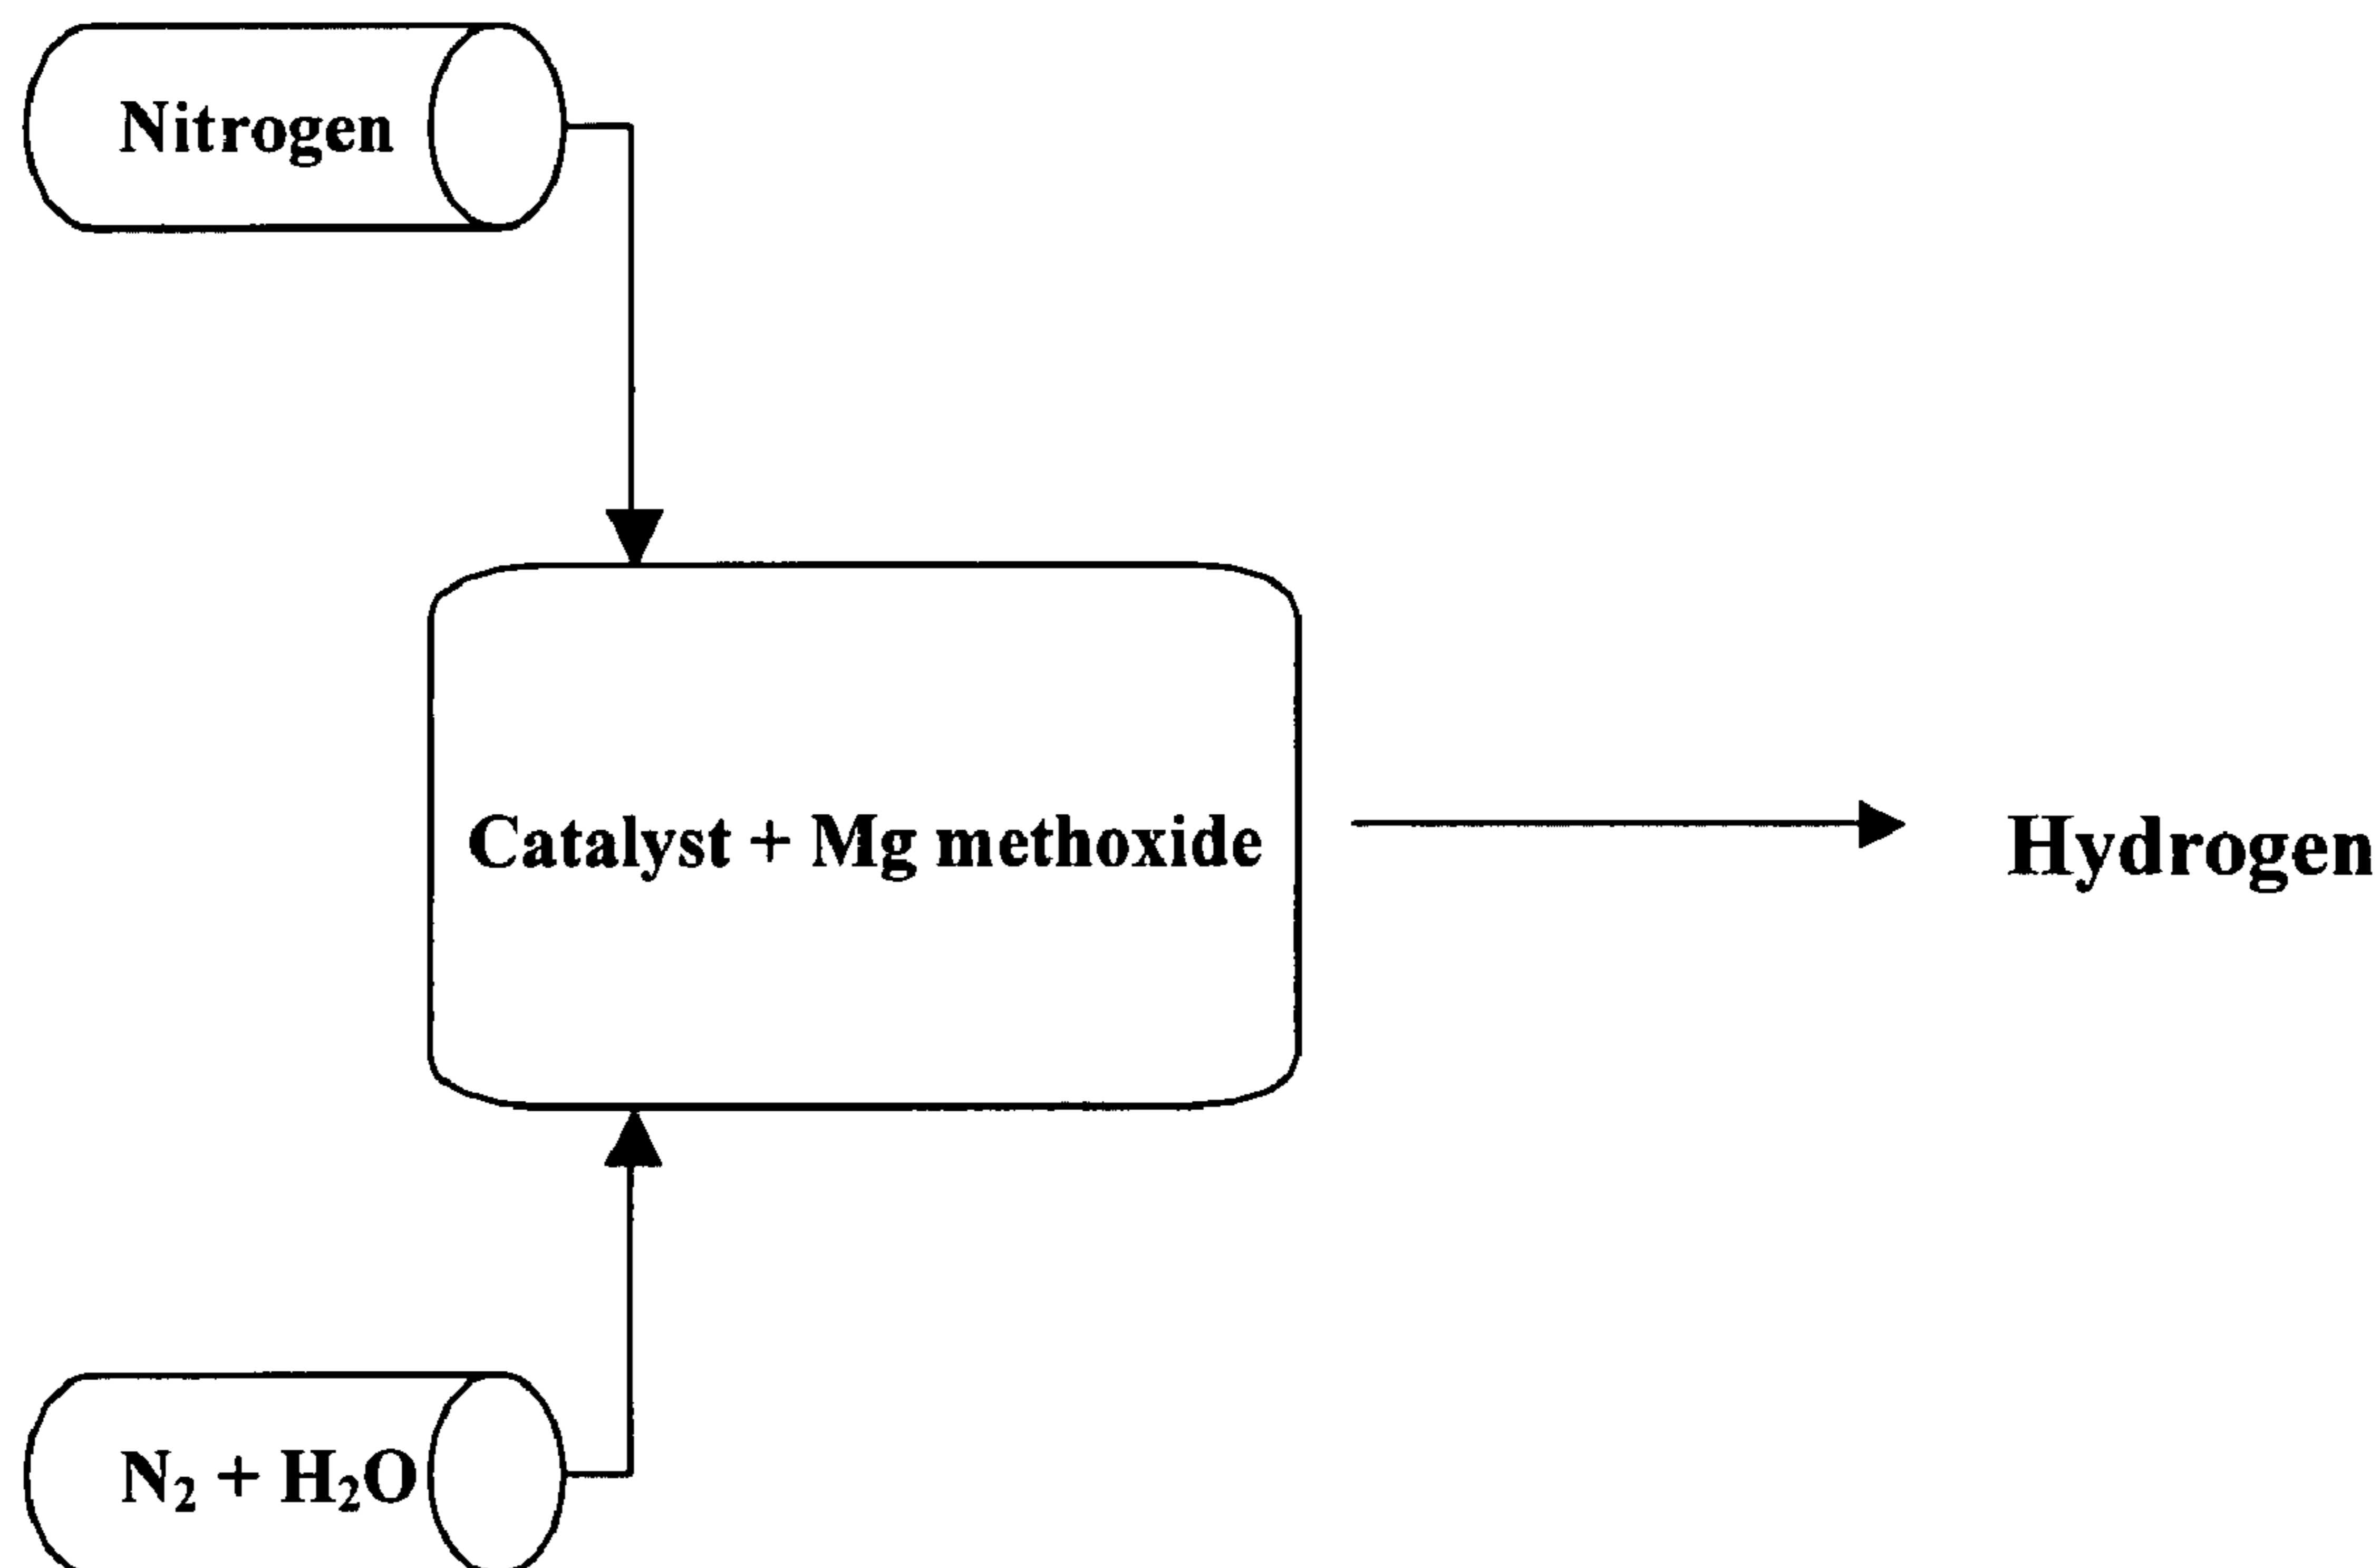 Nitrogen
Catalyst + Mg methoxide
Hydrogen
N₂ + H₂O